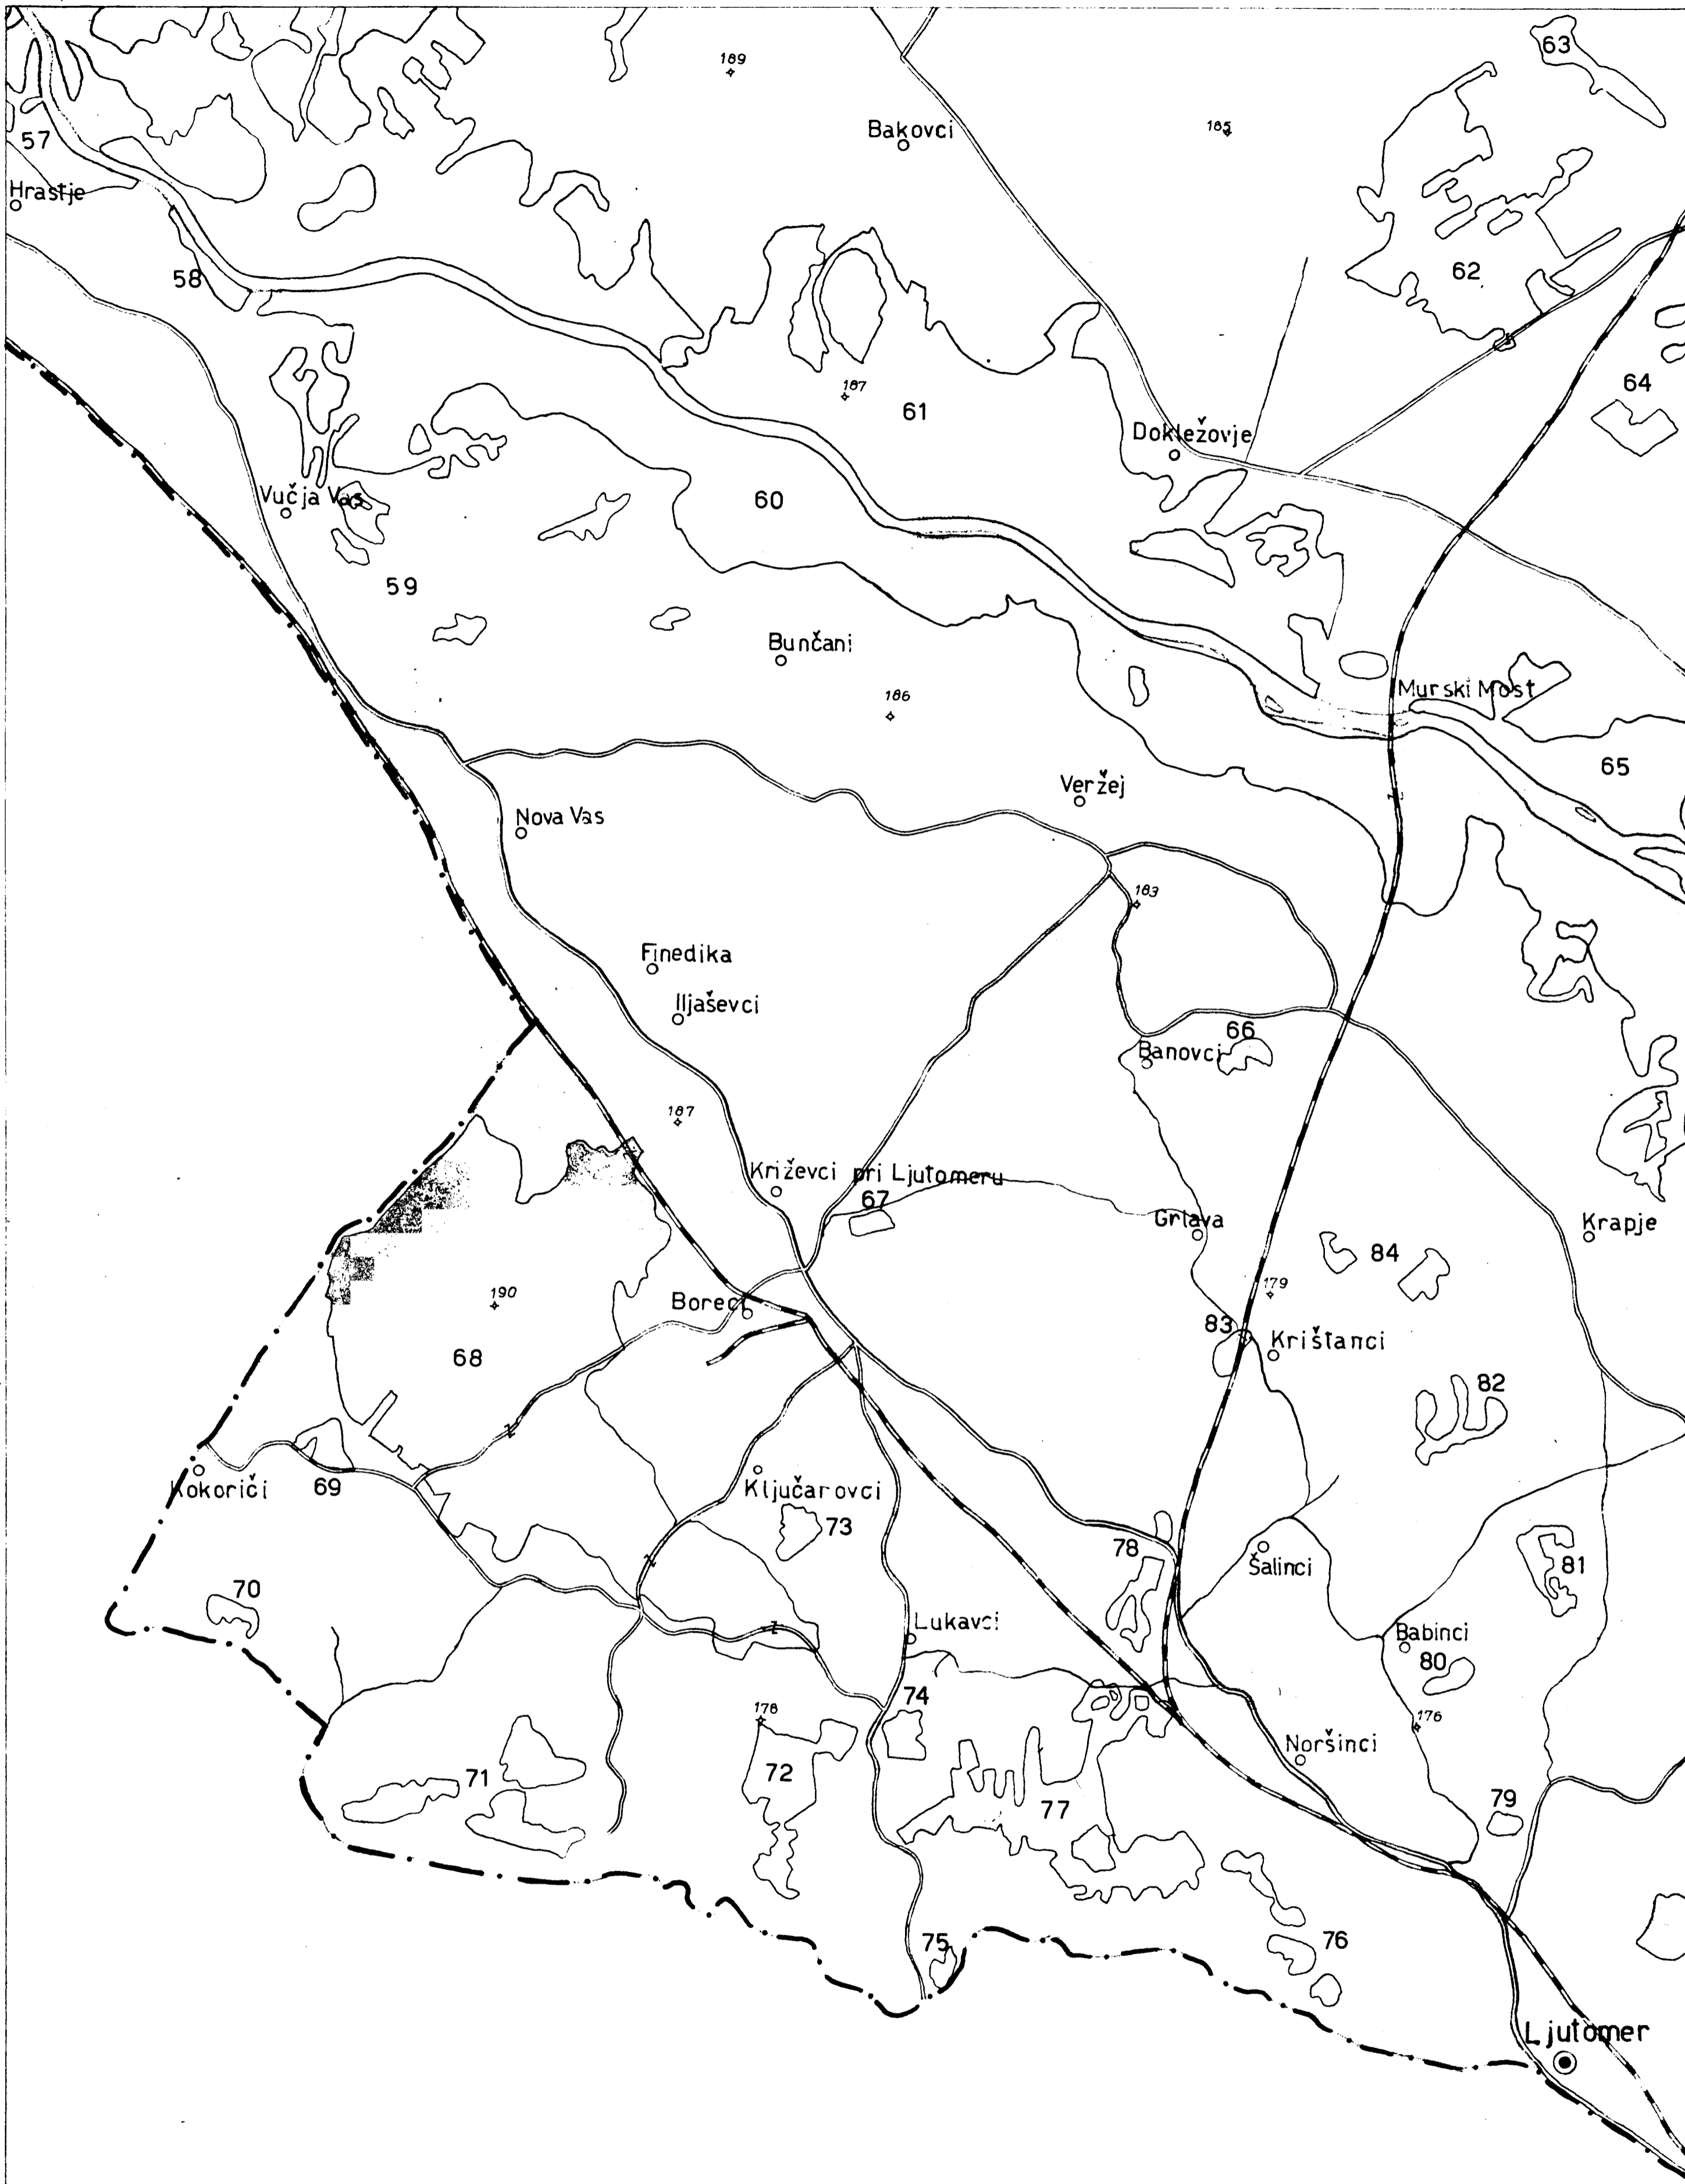 63
189
Bakovci
185
57
Hrastje
58
62
187
61
64
Dokležovje
Vučja Vas
60
59
Bunčani
186
Murski Most
65
Veržej
Nova Vas
183
Finedika
Iljaševci
66
Banovci
187
Križevci pri Ljutomeru
67
Grlava
Krapje
84
190
179
Boreci
83
Krištanci
68
82
Kokoriči
69
Ključarovci
73
78
Šalinci
81
70
Lukavci
Babinci
80
74
178
176
Noršinci
71
72
79
77
75
76
Ljutomer